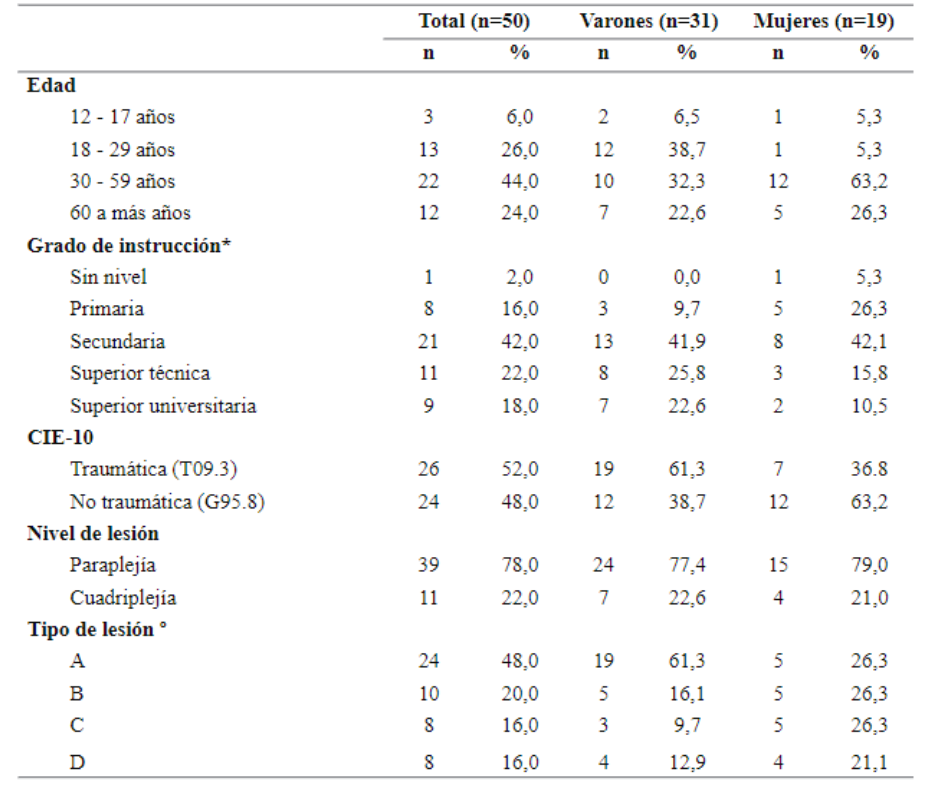 Total (n=50) Varones (n=31) Mujeres (n=19)
n % n % n %
Edad
12 - 17 años 3 6,0 2 6,5 1 5,3
18 - 29 años 13 26,0 12 38,7 1 5,3
30 - 59 años 22 44,0 10 32,3 12 63,2
60 a más años 12 24,0 7 22,6 5 26,3
Grado de instrucción*
Sin nivel 1 2,0 0 0,0 1 5,3
Primaria 8 16,0 3 9,7 5 26,3
Secundaria 21 42,0 13 41,9 8 42,1
Superior técnica 11 22,0 8 25,8 3 15,8
Superior universitaria 9 18,0 7 22,6 2 10,5
CIE-10
Traumática (T09.3) 26 52,0 19 61,3 7 36.8
No traumática (G95.8) 24 48,0 12 38,7 12 63,2
Nivel de lesión
Paraplejía 39 78,0 24 77,4 15 79,0
Cuadriplejía 11 22,0 7 22,6 4 21,0
Tipo de lesión °
A 24 48,0 19 61,3 5 26,3
B 10 20,0 5 16,1 5 26,3
C 8 16,0 3 9,7 5 26,3
D 8 16,0 4 12,9 4 21,1